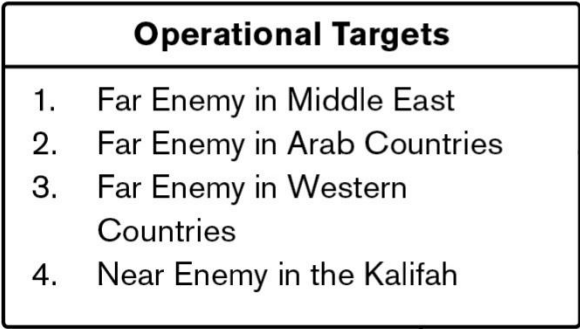 Operational Targets
1. Far Enemy in Middle East
2. Far Enemy in Arab Countries
3. Far Enemy in Western
Countries
4. Near Enemy in the Kalifah